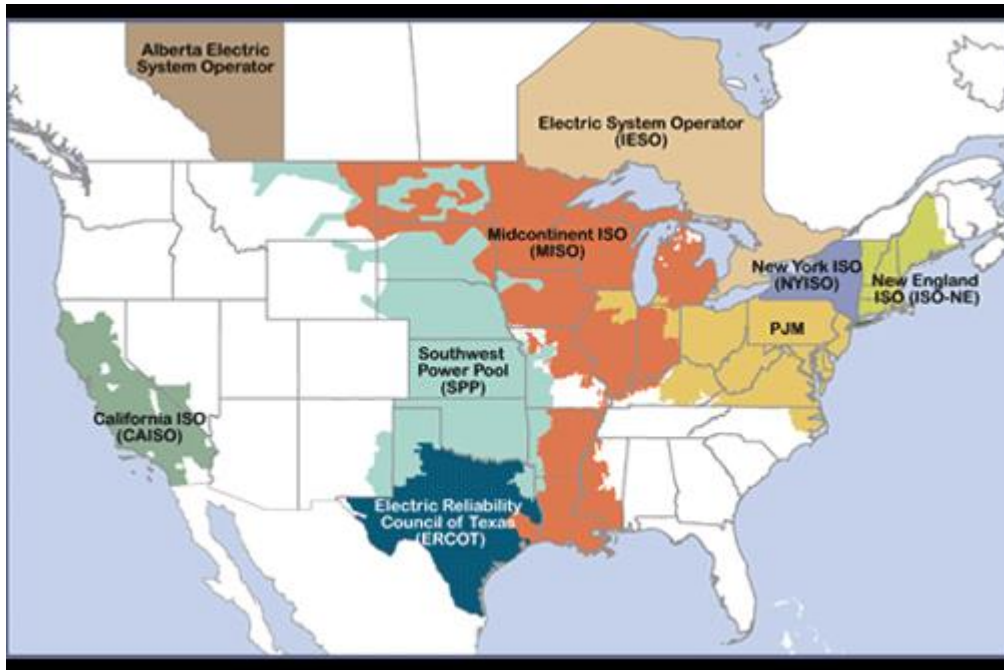 Alberta Electric
System Operator
Electric System Operator
(IESO)
Midcontinent ISO
(MISO)
New York ISO
(NYISO)
New England
ISO (ISO-NE)
PJM
Southwest
Power Pool
(SPP)
California ISO
(CAISO)
Electric Reliability
Council of Texas
(ERCOT)